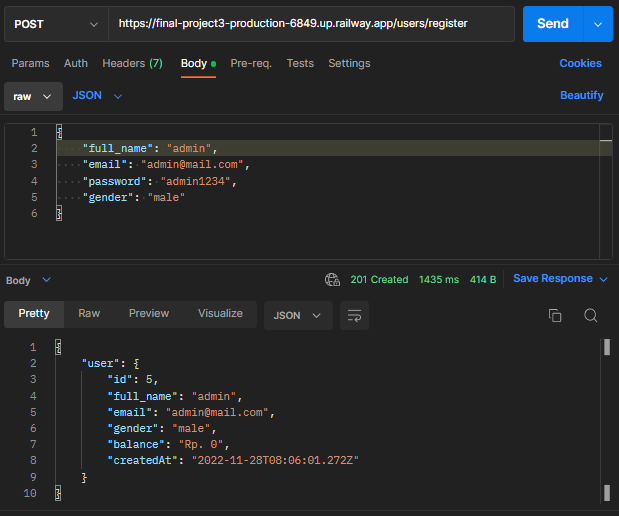 POST https://final-project3-production-6849.up.railway.app/users/register Send
Params Auth Headers (7) Body Pre-req. Tests Settings Cookies
raw JSON Beautify
1 {
2 "full_name": "admin",
3 "email": "admin@mail.com",
4 "password": "admin1234",
5 "gender": "male"
6 }
Body 201 Created 1435 ms 414 B Save Response
Pretty Raw Preview Visualize JSON
1 {
2 "user": {
3 "id": 5,
4 "full_name": "admin",
5 "email": "admin@mail.com",
6 "gender": "male",
7 "balance": "Rp. 0",
8 "createdAt": "2022-11-28T08:06:01.272Z"
9 }
10 }